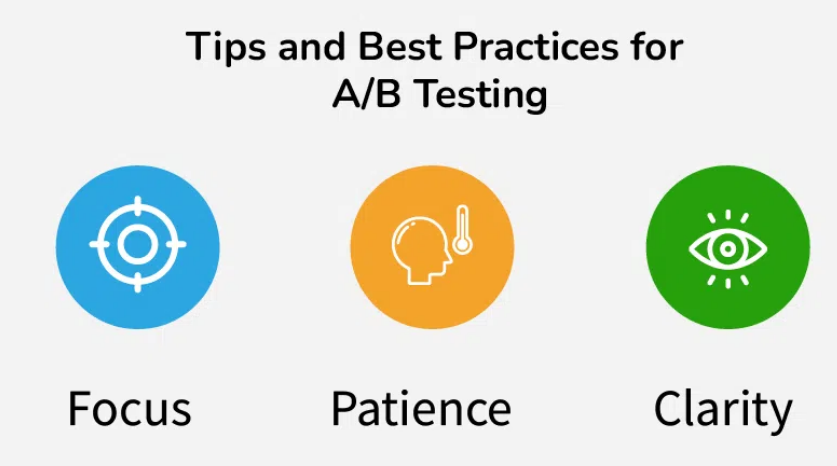 Tips and Best Practices for
A/B Testing
Focus
Patience
Clarity